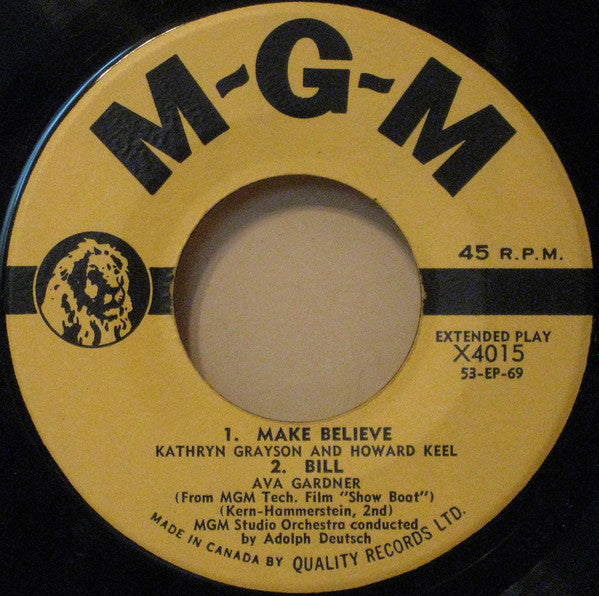 M-G-M
45 R.P.M.
EXTENDED PLAY
X4015
53-EP-69
1. MAKE BELIEVE
KATHRYN GRAYSON AND HOWARD KEEL
2. BILL
AVA GARDNER
(From MGM Tech. Film "Show Boat")
(Kern-Hammerstein, 2nd)
MGM Studio Orchestra conducted
by Adolph Deutsch
MADE IN CANADA BY QUALITY RECORDS LTD.